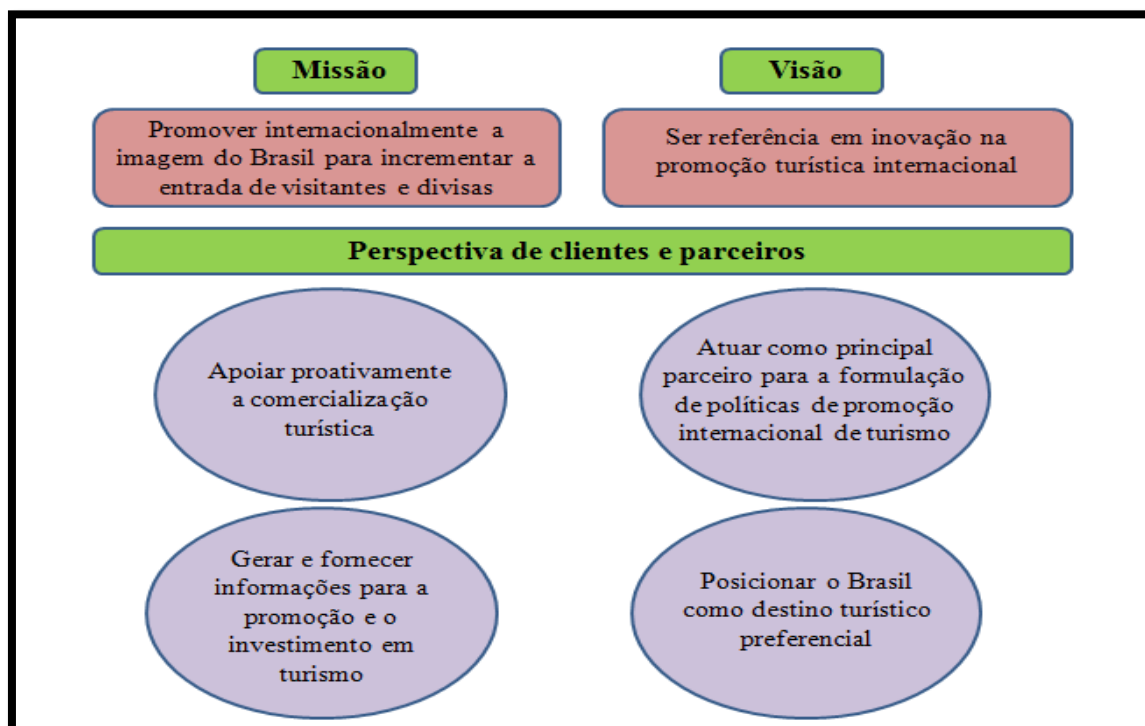 Missão
Visão
Promover internacionalmente a
imagem do Brasil para incrementar a
entrada de visitantes e divisas
Ser referência em inovação na
promoção turística internacional
Perspectiva de clientes e parceiros
Apoiar proativamente
a comercialização
turística
Atuar como principal
parceiro para a formulação
de políticas de promoção
internacional de turismo
Gerar e fornecer
informações para a
promoção e o
investimento em
turismo
Posicionar o Brasil
como destino turístico
preferencial